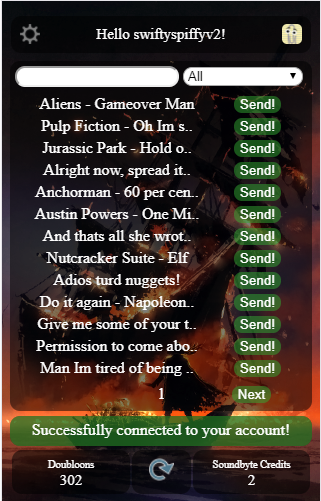 Hello swiftyspiffyv2!
All
Aliens - Gameover Man Send!
Pulp Fiction - Oh Im s.. Send!
Jurassic Park - Hold o.. Send!
Alright now, spread it.. Send!
Anchorman - 60 per cen.. Send!
Austin Powers - One Mi.. Send!
And thats all she wrot.. Send!
Nutcracker Suite - Elf Send!
Adios turd nuggets! Send!
Do it again - Napoleon.. Send!
Give me some of your t.. Send!
Permission to come abo.. Send!
Man Im tired of being .. Send!
1 Next
Successfully connected to your account!
Doubloons Soundbyte Credits
302 2